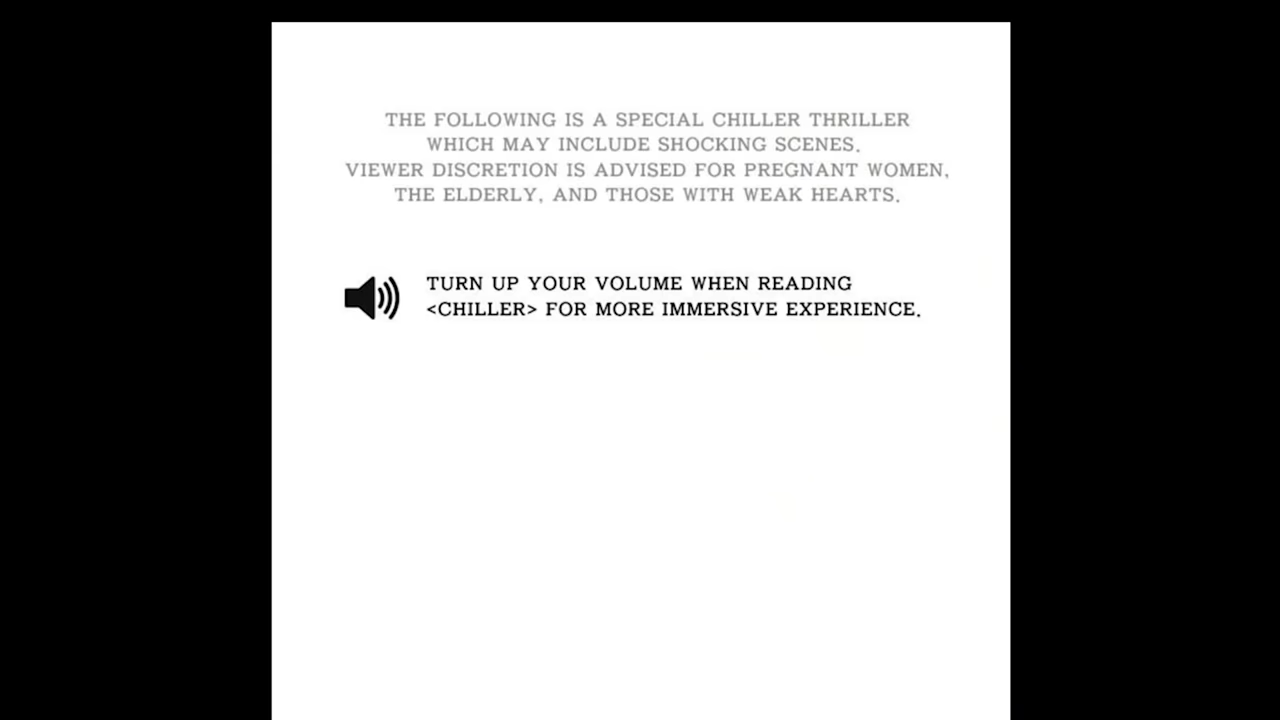 THE FOLLOWING IS A SPECIAL CHILLER THRILLER
WHICH MAY INCLUDE SHOCKING SCENES.
VIEWER DISCRETION IS ADVISED FOR PREGNANT WOMEN,
THE ELDERLY, AND THOSE WITH WEAK HEARTS.
TURN UP YOUR VOLUME WHEN READING
<CHILLER> FOR MORE IMMERSIVE EXPERIENCE.